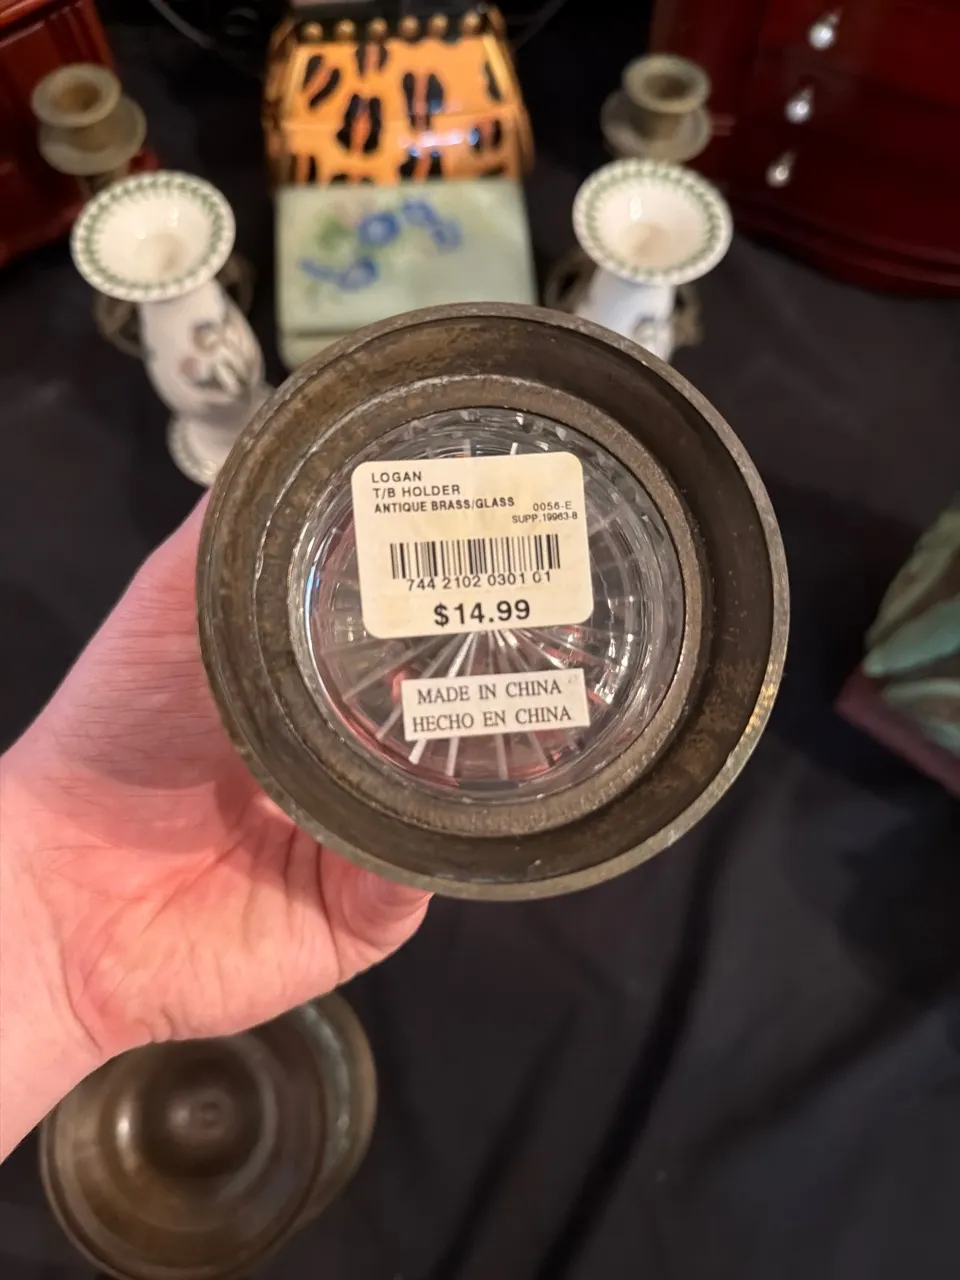 LOGAN
T/B HOLDER
ANTIQUE BRASS/GLASS 0056-E
SUPP.19963-8
744 2102 0301 01
$14.99
MADE IN CHINA
HECHO EN CHINA